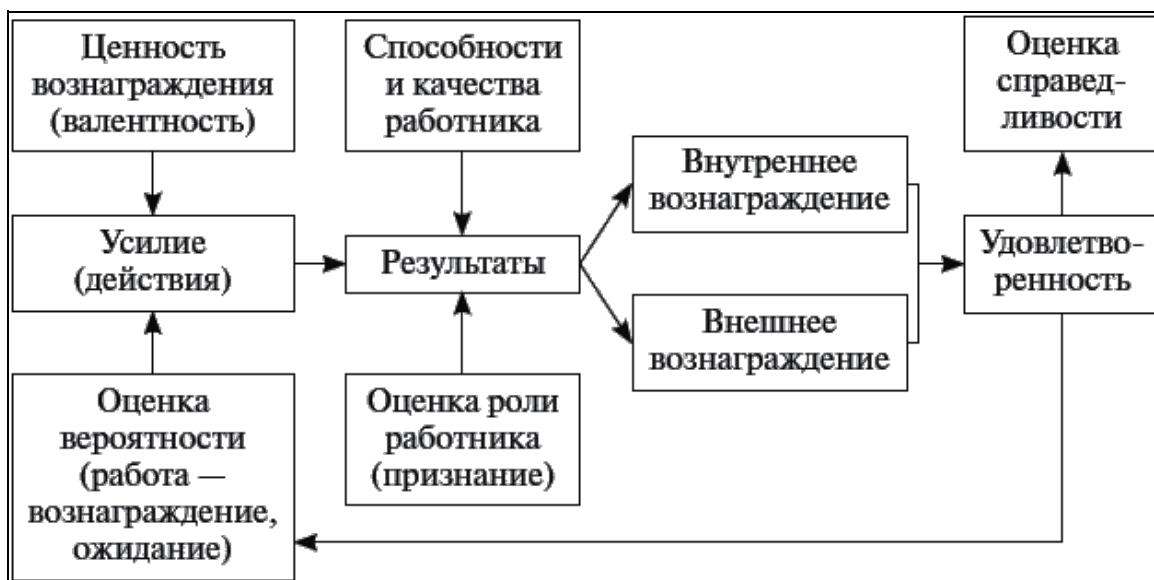 Ценность
вознаграждения
(валентность)
Способности
и качества
работника
Оценка
справед-
ливости
Внутреннее
вознаграждение
Усилие
(действия)
Результаты
Удовлетво-
ренность
Внешнее
вознаграждение
Оценка
вероятности
(работа —
вознаграждение,
ожидание)
Оценка роли
работника
(признание)